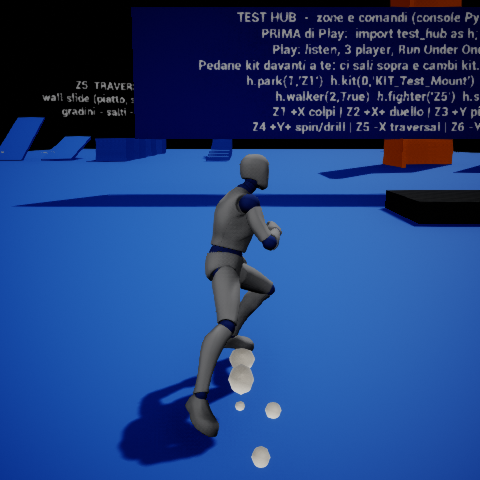 TEST HUB - zone e comandi (console Py
PRIMA di Play: import test_hub as h;
Play: listen, 3 player, Run Under One
Pedane kit davanti a te: ci sali sopra e cambi kit.
h.park(1,'Z1') h.kit(0,'KIT_Test_Mount')
h.walker(2,True) h.fighter('Z5') h.s
Z1 +X colpi | Z2 +X+ duello | Z3 +Y pi
Z4 +Y+ spin/drill | Z5 -X traversal | Z6 -Y
Z5 TRAVER
wall slide (piatto, s
gradini - salti -